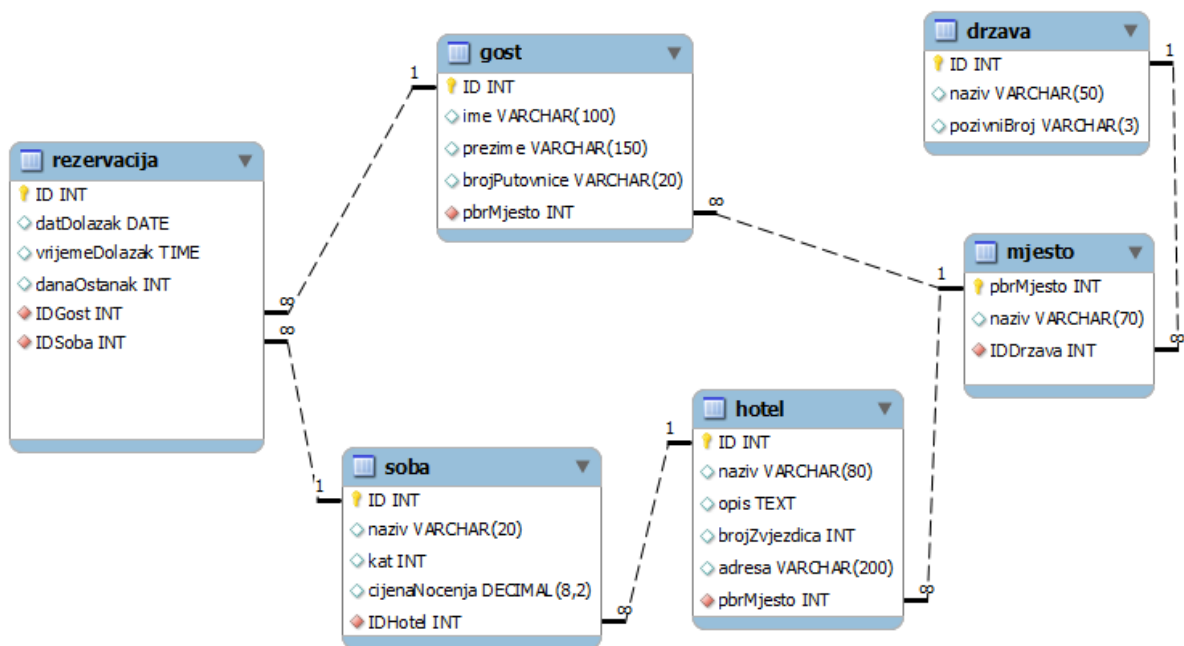 rezervacija
ID INT
datDolazak DATE
vrijemeDolazak TIME
danaOstanak INT
IDGost INT
IDSoba INT
gost
ID INT
ime VARCHAR(100)
prezime VARCHAR(150)
brojPutovnice VARCHAR(20)
pbrMjesto INT
drzava
ID INT
naziv VARCHAR(50)
pozivniBroj VARCHAR(3)
mjesto
pbrMjesto INT
naziv VARCHAR(70)
IDDrzava INT
soba
ID INT
naziv VARCHAR(20)
kat INT
cijenaNocenja DECIMAL(8,2)
IDHotel INT
hotel
ID INT
naziv VARCHAR(80)
opis TEXT
brojZvjezdica INT
adresa VARCHAR(200)
pbrMjesto INT
1
∞
∞
1
∞
1
1
∞
1
∞
∞